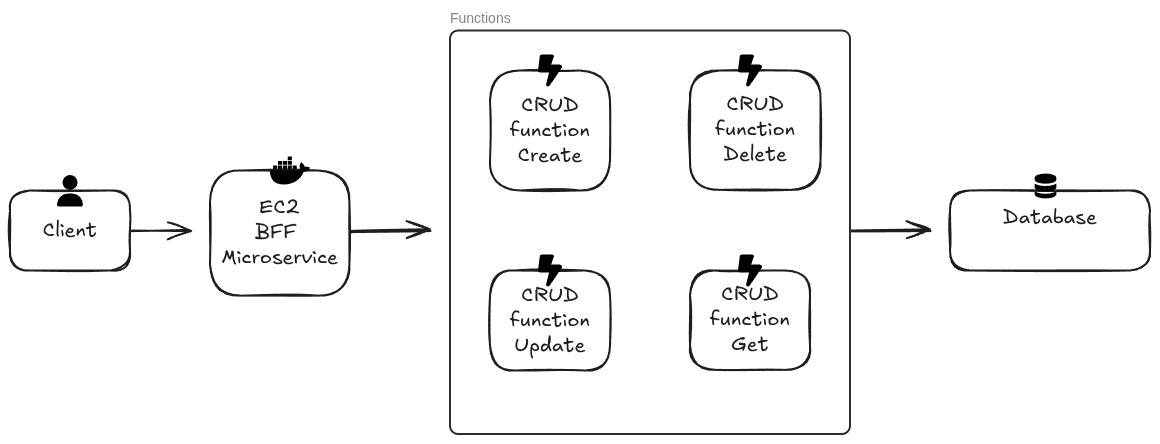 Functions
CRUD
function
Create
CRUD
function
Delete
Client
EC2
BFF
Microservice
Database
CRUD
function
Update
CRUD
function
Get